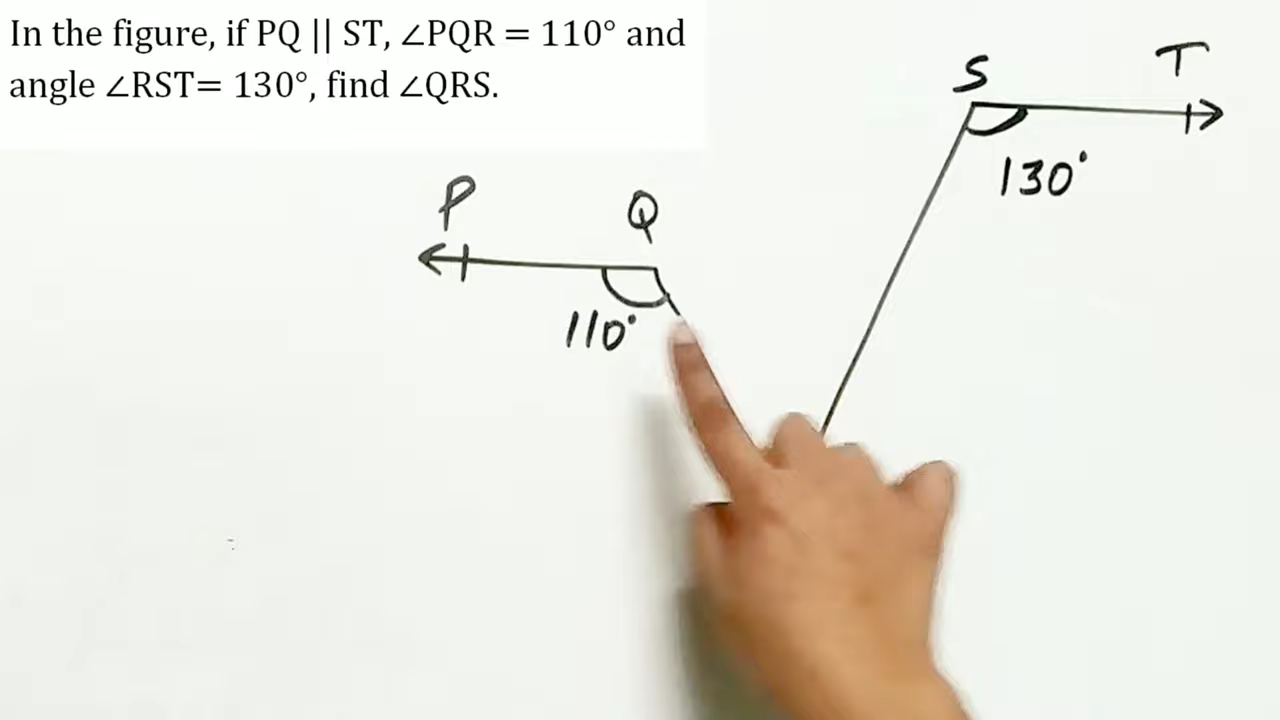 In the figure, if PQ || ST, ∠PQR = 110° and
angle ∠RST= 130°, find ∠QRS.
S T
130°
P Q
110°